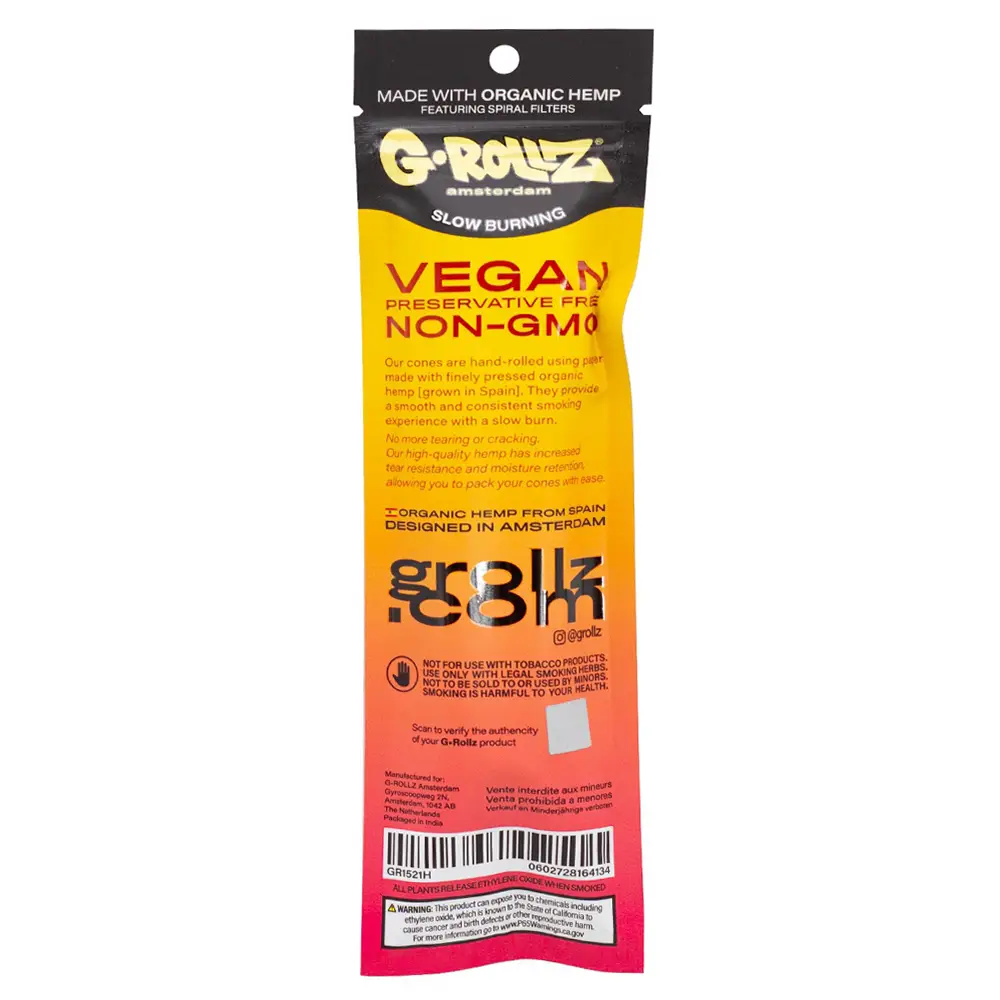 MADE WITH ORGANIC HEMP
FEATURING SPIRAL FILTERS
G•ROLLZ®
amsterdam
SLOW BURNING
VEGAN
PRESERVATIVE FRE
NON-GMO
Our cones are hand-rolled using paper
made with finely pressed organic
hemp [grown in Spain]. They provide
a smooth and consistent smoking
experience with a slow burn.
No more tearing or cracking.
Our high-quality hemp has increased
tear resistance and moisture retention,
allowing you to pack your cones with ease.
ORGANIC HEMP FROM SPAIN
DESIGNED IN AMSTERDAM
grollz
.com
@grollz
NOT FOR USE WITH TOBACCO PRODUCTS.
USE ONLY WITH LEGAL SMOKING HERBS.
NOT TO BE SOLD TO OR USED BY MINORS.
SMOKING IS HARMFUL TO YOUR HEALTH.
Scan to verify the authencity
of your G•Rollz product
Manufactured for:
G-ROLLZ Amsterdam
Gyroscoopweg 2N,
Amsterdam, 1042 AB
The Netherlands
Packaged in India
Vente interdite aux mineurs
Venta prohibida a menores
Verkauf an Minderjährige verboten
GR1521H
0602728164134
ALL PLANTS RELEASE ETHYLENE OXIDE WHEN SMOKED
WARNING: This product can expose you to chemicals including
ethylene oxide, which is known to the State of California to
cause cancer and birth defects or other reproductive harm.
For more information go to www.P65Warnings.ca.gov